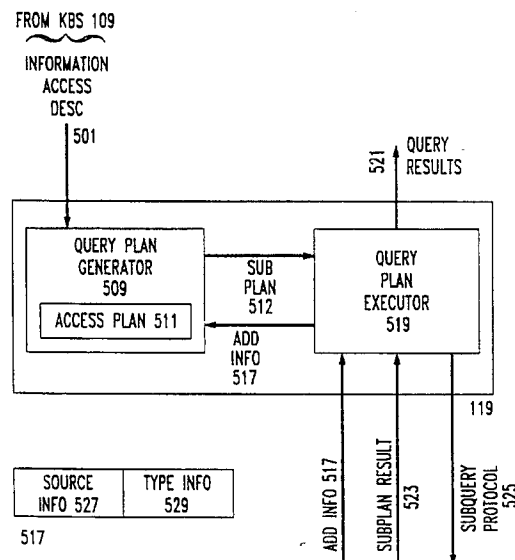 FROM KBS 109
INFORMATION
ACCESS
DESC
501
521
QUERY
RESULTS
QUERY PLAN
GENERATOR
509
ACCESS PLAN 511
SUB
PLAN
512
ADD
INFO
517
QUERY
PLAN
EXECUTOR
519
119
SOURCE
INFO 527
TYPE INFO
529
517
ADD INFO 517
SUBPLAN RESULT
523
SUBQUERY
PROTOCOL
525